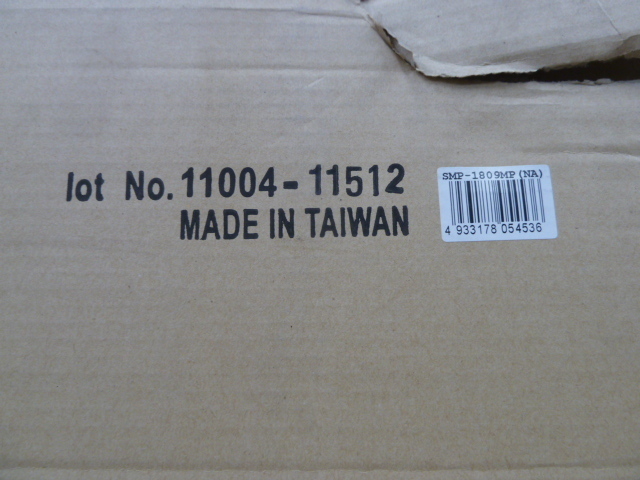 lot No. 11004-11512
MADE IN TAIWAN
SMP-1809MP(NA)
4 933178 054536